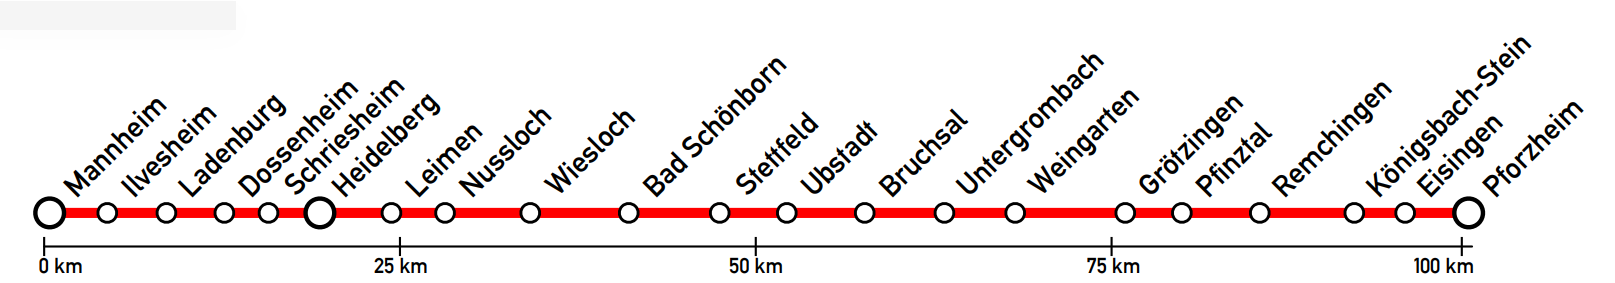 Mannheim
Ilvesheim
Ladenburg
Dossenheim
Schriesheim
Heidelberg
Leimen
Nussloch
Wiesloch
Bad Schönborn
Stettfeld
Ubstadt
Bruchsal
Untergrombach
Weingarten
Grötzingen
Pfinztal
Remchingen
Königsbach-Stein
Eisingen
Pforzheim
0 km
25 km
50 km
75 km
100 km